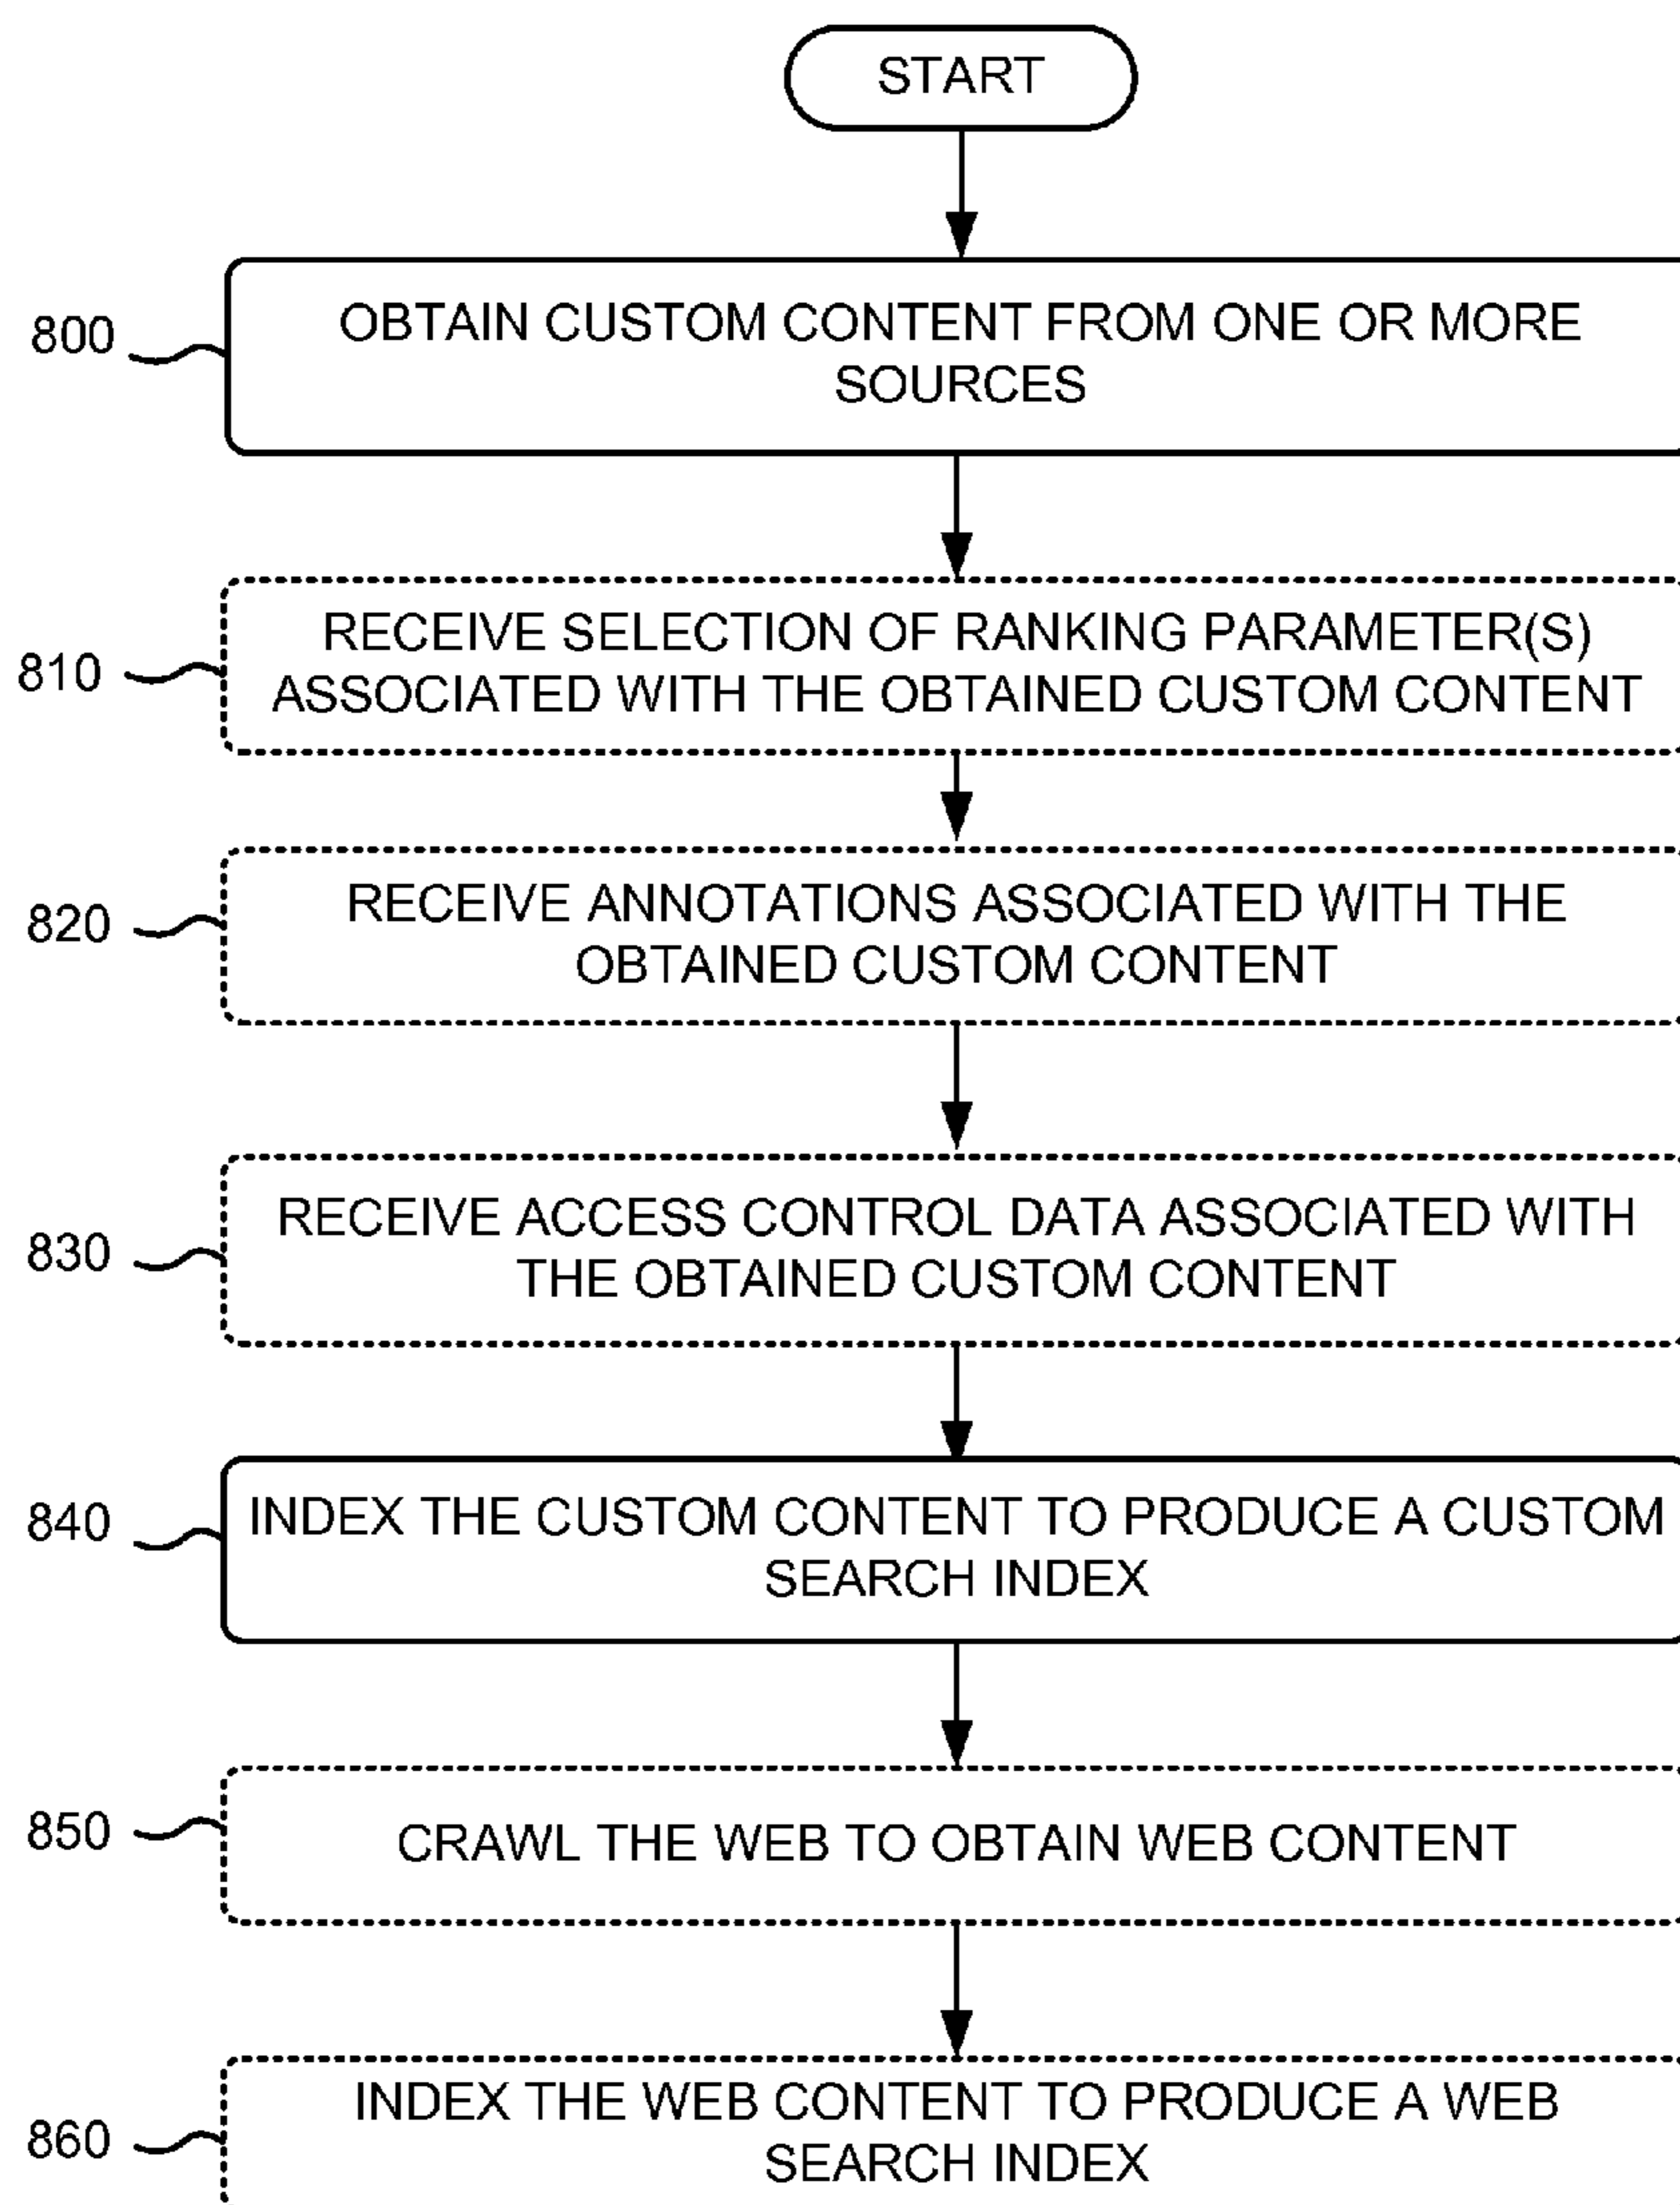 START
800
OBTAIN CUSTOM CONTENT FROM ONE OR MORE
SOURCES
810
RECEIVE SELECTION OF RANKING PARAMETER(S)
ASSOCIATED WITH THE OBTAINED CUSTOM CONTENT
820
RECEIVE ANNOTATIONS ASSOCIATED WITH THE
OBTAINED CUSTOM CONTENT
830
RECEIVE ACCESS CONTROL DATA ASSOCIATED WITH
THE OBTAINED CUSTOM CONTENT
840
INDEX THE CUSTOM CONTENT TO PRODUCE A CUSTOM
SEARCH INDEX
850
CRAWL THE WEB TO OBTAIN WEB CONTENT
860
INDEX THE WEB CONTENT TO PRODUCE A WEB
SEARCH INDEX